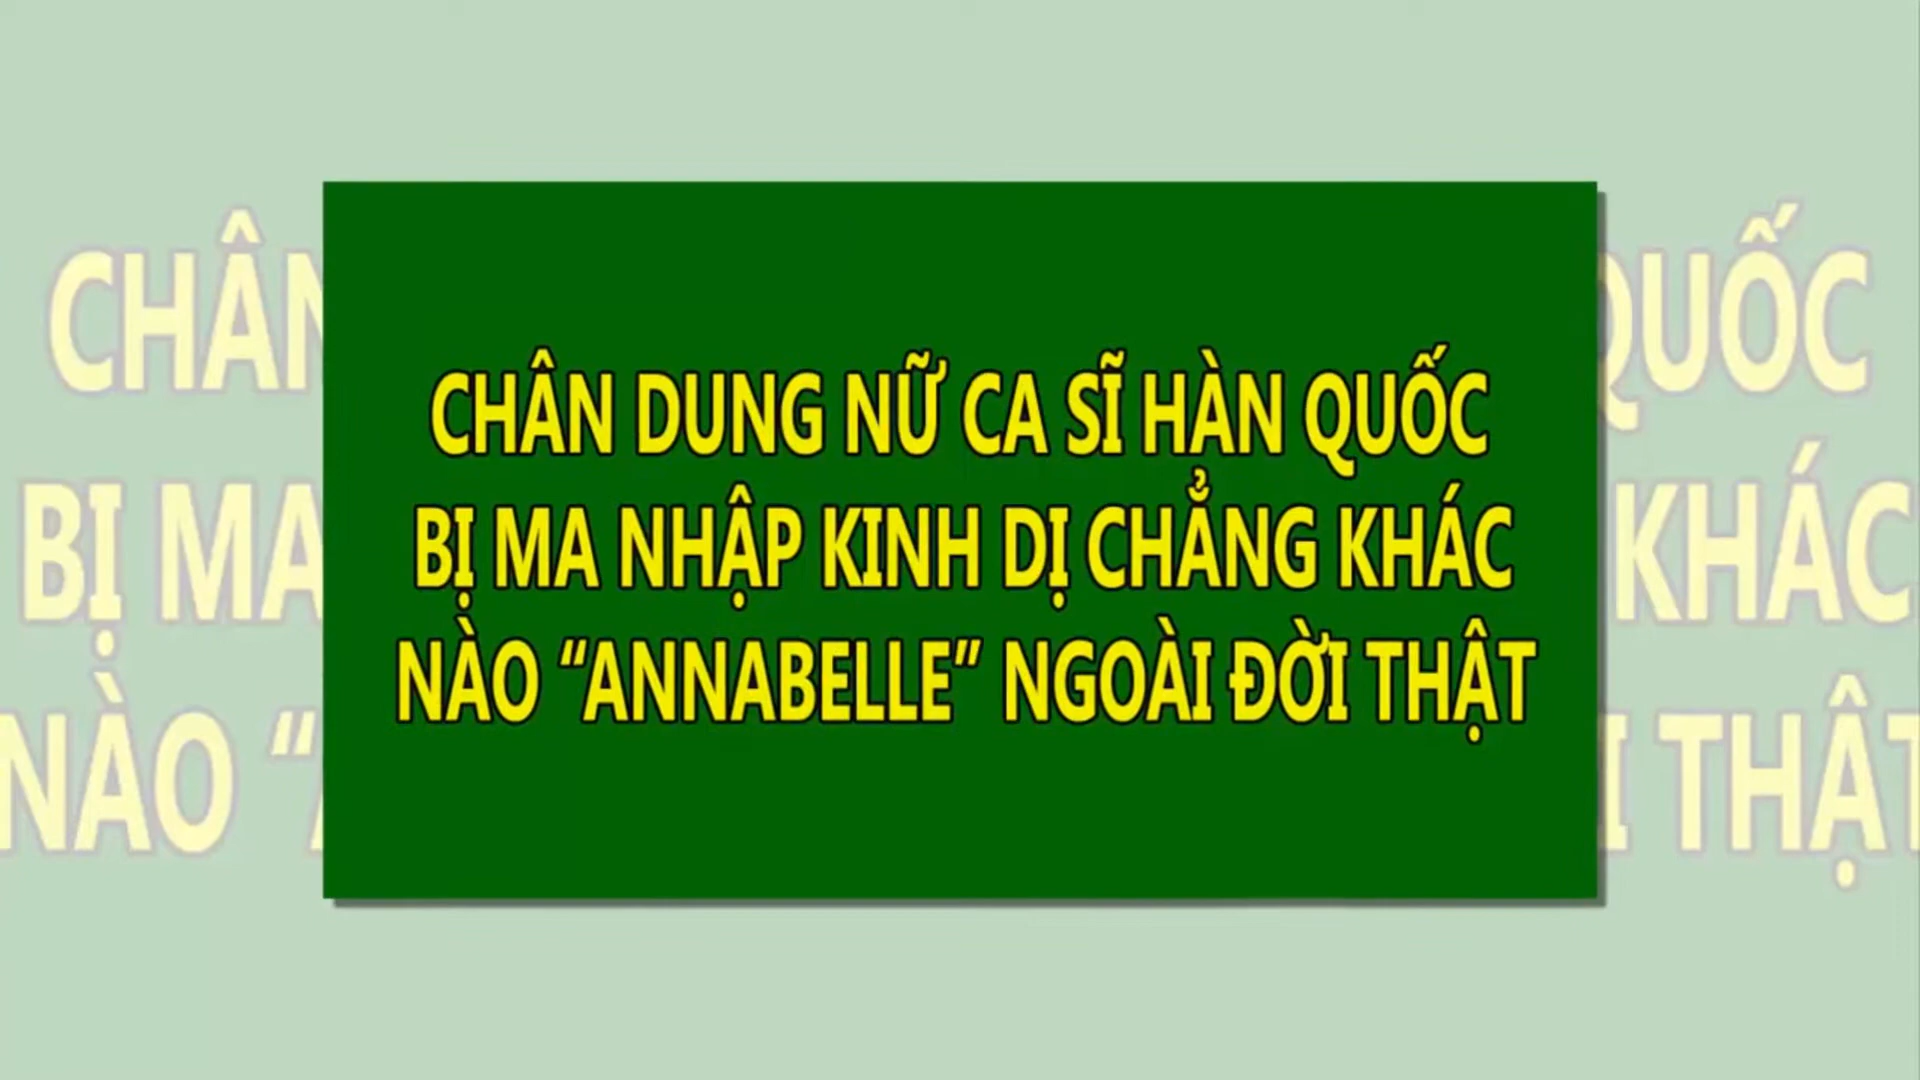 CHÂN DUNG NỮ CA SĨ HÀN QUỐC
BỊ MA NHẬP KINH DỊ CHẲNG KHÁC
NÀO “ANNABELLE” NGOÀI ĐỜI THẬT